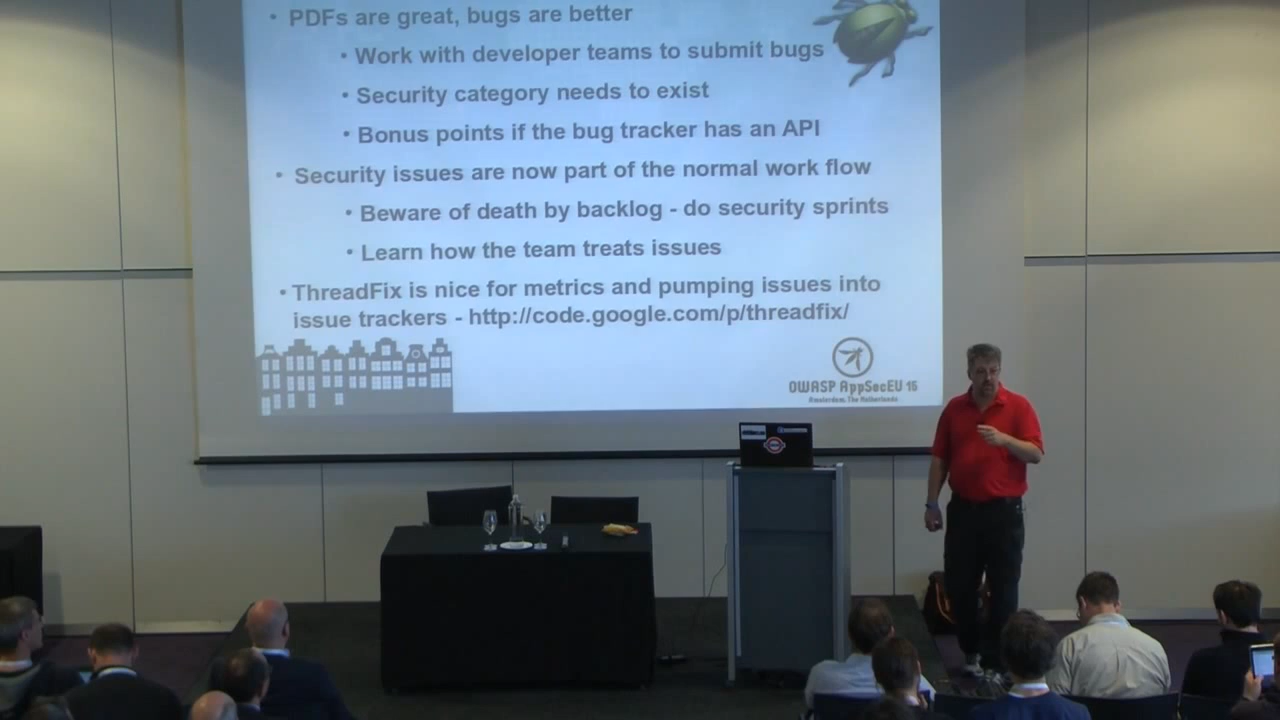 • PDFs are great, bugs are better
• Work with developer teams to submit bugs
• Security category needs to exist
• Bonus points if the bug tracker has an API
• Security issues are now part of the normal work flow
• Beware of death by backlog - do security sprints
• Learn how the team treats issues
• ThreadFix is nice for metrics and pumping issues into
issue trackers - http://code.google.com/p/threadfix/
OWASP AppSecEU 15
Amsterdam, The Netherlands